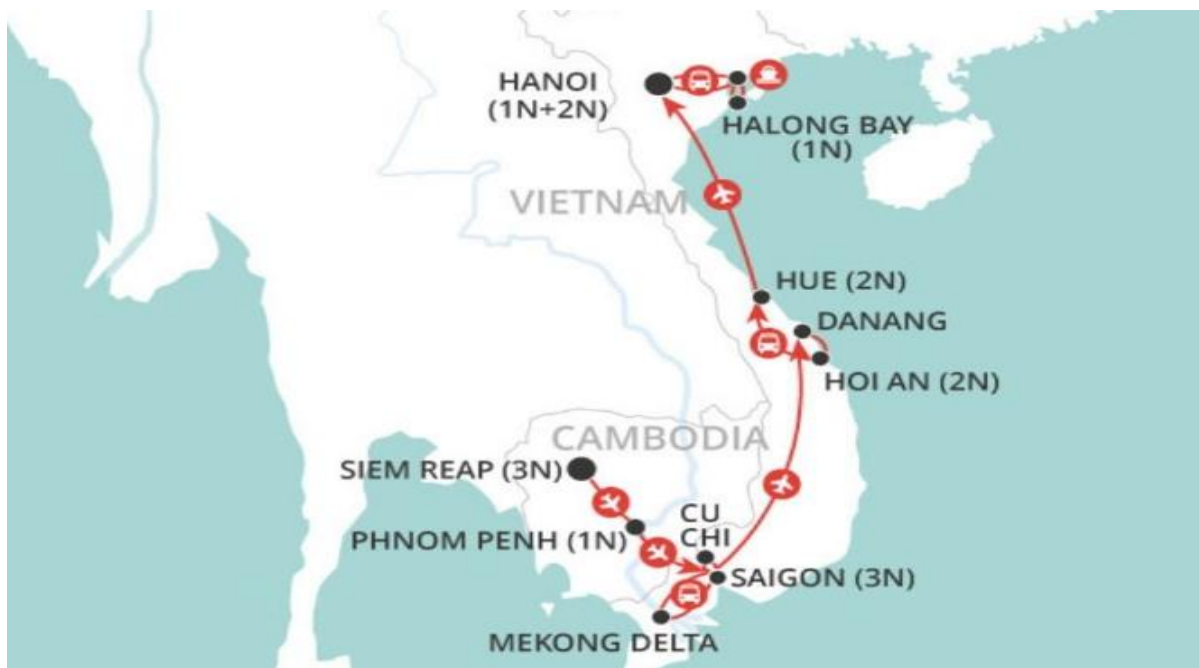 HANOI
(1N+2N)
HALONG BAY
(1N)
VIETNAM
HUE (2N)
DANANG
HOI AN (2N)
CAMBODIA
SIEM REAP (3N)
CU
CHI
PHNOM PENH (1N)
SAIGON (3N)
MEKONG DELTA